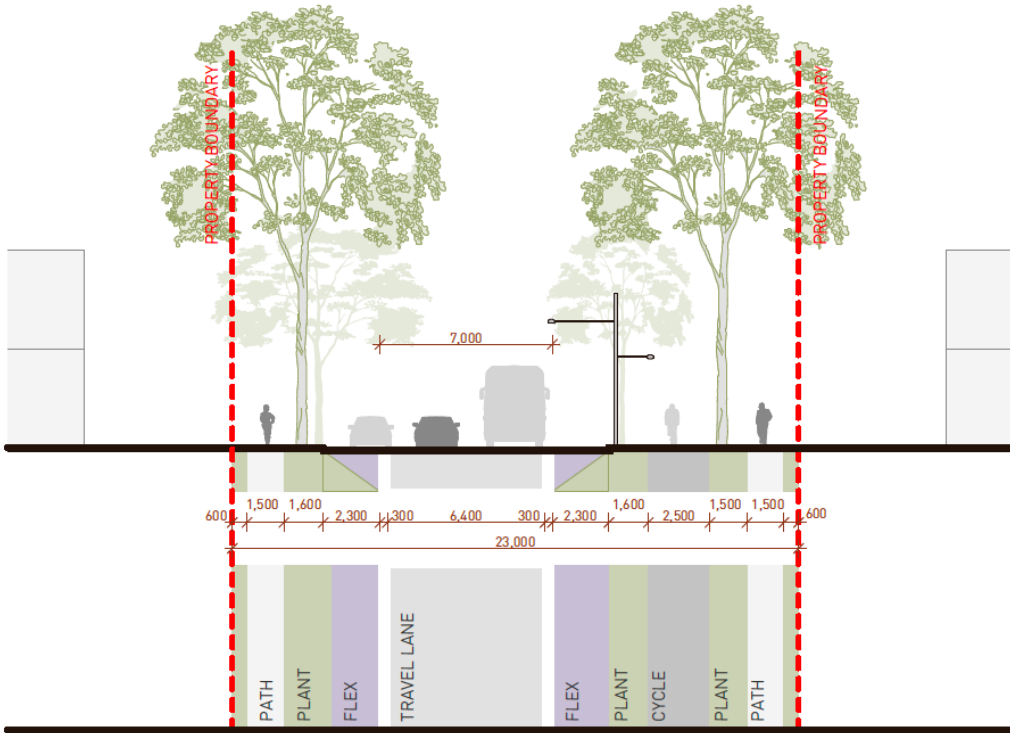 PROPERTY BOUNDARY
PROPERTY BOUNDARY
7,000
1,500 1,600 1,600 1,500 1,500
600 2,300 300 6,400 300 2,300 2,500 600
23,000
PATH
PLANT
FLEX
TRAVEL LANE
FLEX
PLANT
CYCLE
PLANT
PATH